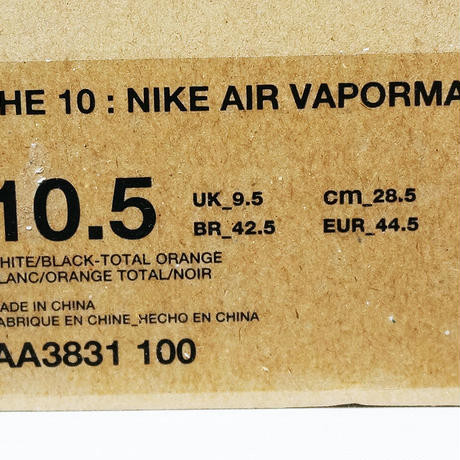 HE 10 : NIKE AIR VAPORMA
10.5
UK_9.5 cm_28.5
BR_42.5 EUR_44.5
HITE/BLACK-TOTAL ORANGE
LANC/ORANGE TOTAL/NOIR
ADE IN CHINA
ABRIQUE EN CHINE_HECHO EN CHINA
AA3831 100